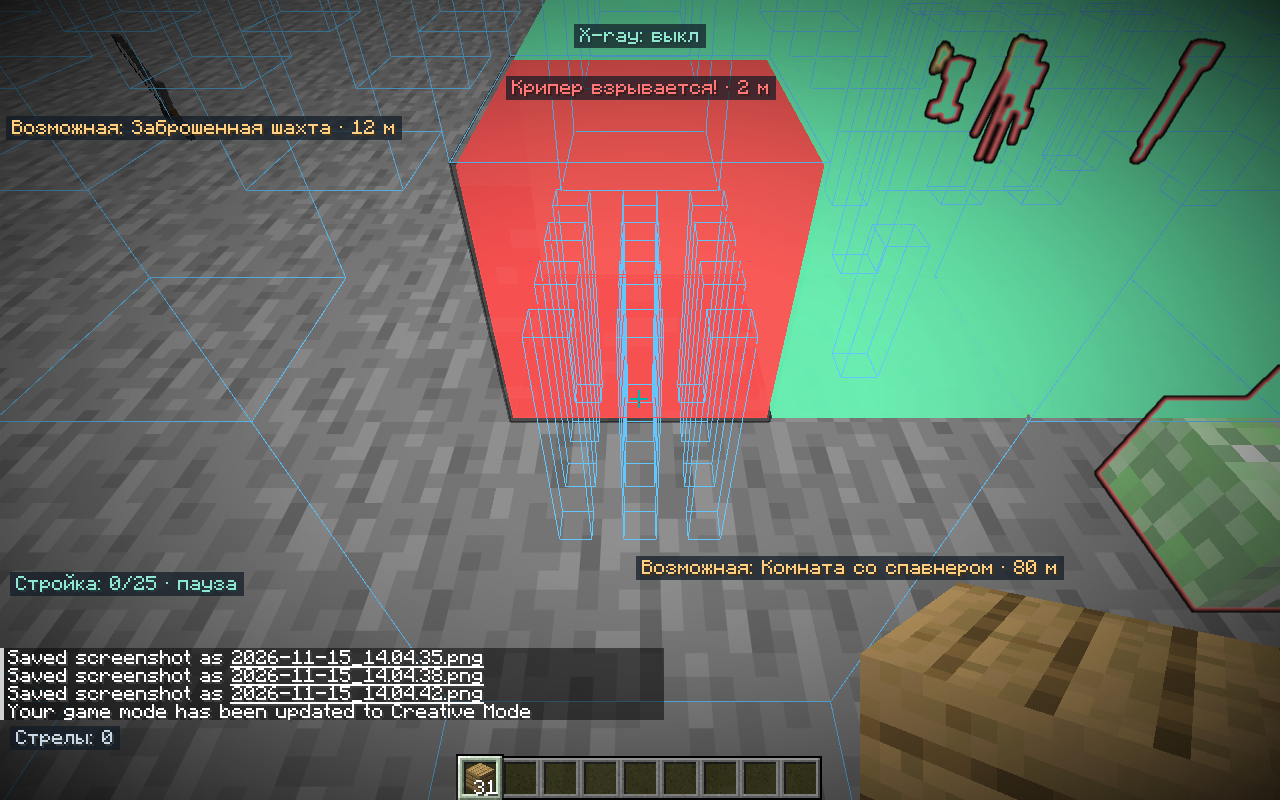 X-ray: выкл
Крипер взрывается! · 2 м
Возможная: Заброшенная шахта · 12 м
Возможная: Комната со спавнером · 80 м
Стройка: 0/25 · пауза
Saved screenshot as 2026-11-15_14.04.35.png
Saved screenshot as 2026-11-15_14.04.38.png
Saved screenshot as 2026-11-15_14.04.42.png
Your game mode has been updated to Creative Mode
Стрелы: 0
31